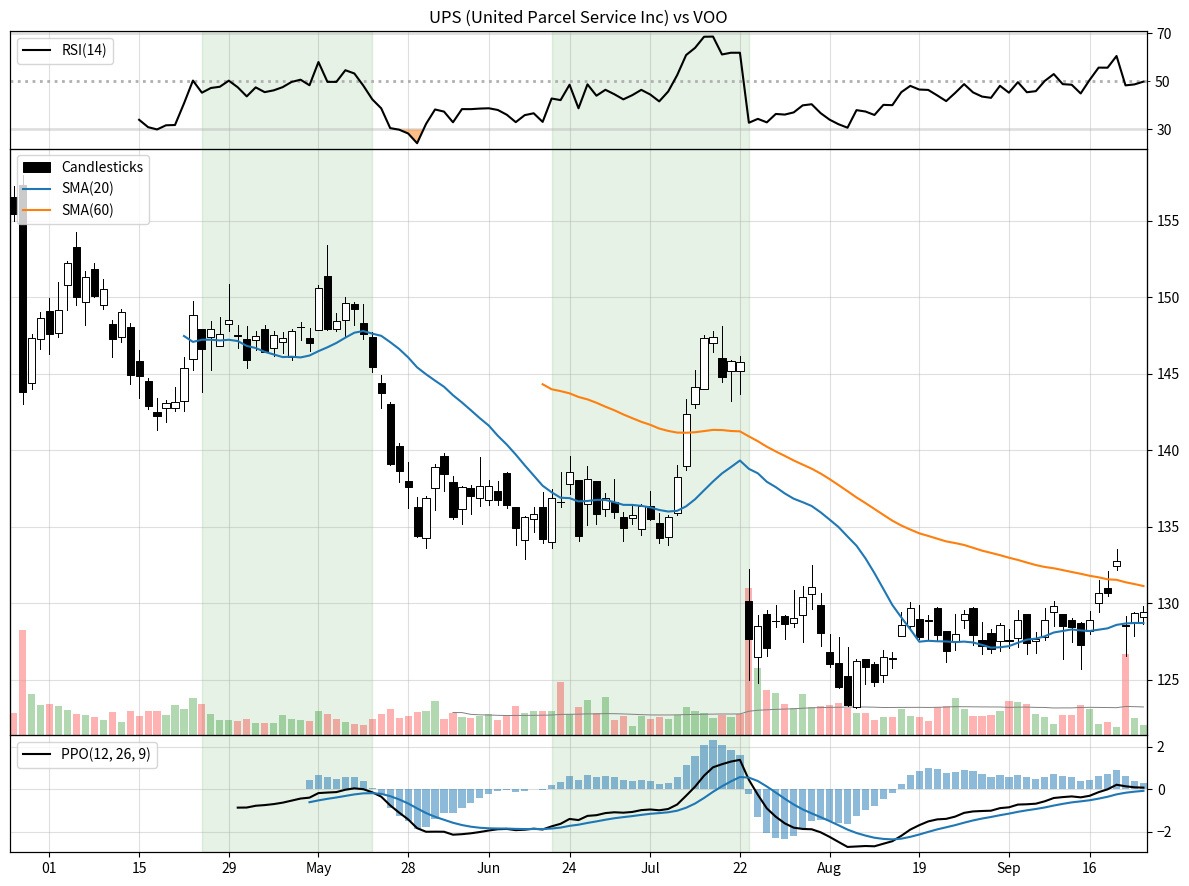 UPS (United Parcel Service Inc) vs VOO
RSI(14)
70
50
30
Candlesticks
SMA(20)
SMA(60)
155
150
145
140
135
130
125
PPO(12, 26, 9)
2
0
−2
01 15 29 May 28 Jun 24 Jul 22 Aug 19 Sep 16